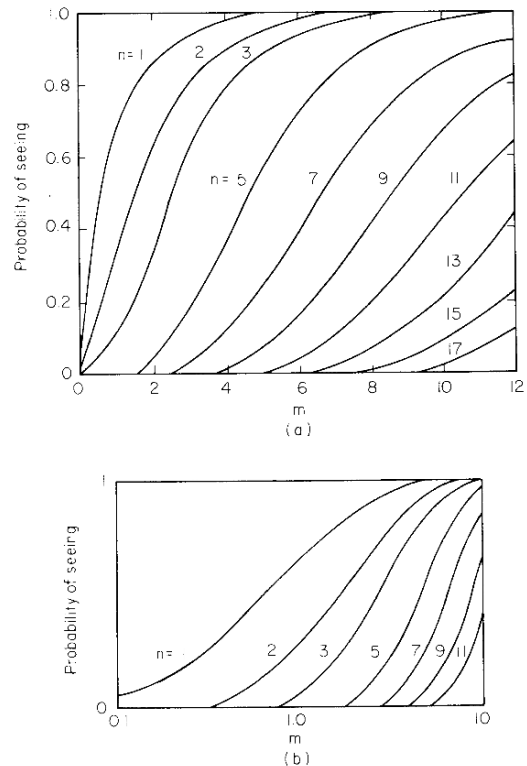 1.0
0.8
0.6
0.4
0.2
0
Probability of seeing
n=1 2 3
n=5 7 9 11
13
15
17
0 2 4 6 8 10 12
m
(a)
1
0
Probability of seeing
n= 2 3 5 7 9 11
0.1 1.0 10
m
(b)